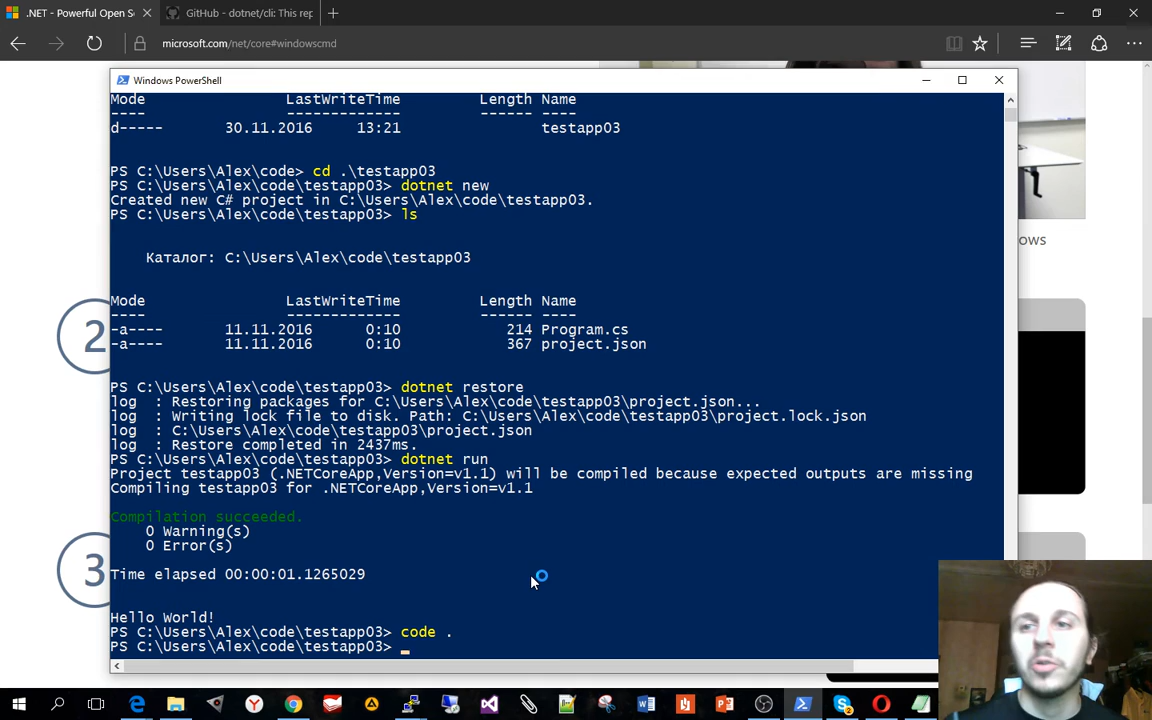 .NET - Powerful Open S
GitHub - dotnet/cli: This rep
microsoft.com/net/core#windowscmd
Windows PowerShell
Mode LastWriteTime Length Name
---- ------------- ------ ----
d----- 30.11.2016 13:21 testapp03
PS C:\Users\Alex\code> cd .\testapp03
PS C:\Users\Alex\code\testapp03> dotnet new
Created new C# project in C:\Users\Alex\code\testapp03.
PS C:\Users\Alex\code\testapp03> ls
Каталог: C:\Users\Alex\code\testapp03
Mode LastWriteTime Length Name
---- ------------- ------ ----
-a---- 11.11.2016 0:10 214 Program.cs
-a---- 11.11.2016 0:10 367 project.json
PS C:\Users\Alex\code\testapp03> dotnet restore
log : Restoring packages for C:\Users\Alex\code\testapp03\project.json...
log : Writing lock file to disk. Path: C:\Users\Alex\code\testapp03\project.lock.json
log : C:\Users\Alex\code\testapp03\project.json
log : Restore completed in 2437ms.
PS C:\Users\Alex\code\testapp03> dotnet run
Project testapp03 (.NETCoreApp,Version=v1.1) will be compiled because expected outputs are missing
Compiling testapp03 for .NETCoreApp,Version=v1.1
Compilation succeeded.
0 Warning(s)
0 Error(s)
Time elapsed 00:00:01.1265029
Hello World!
PS C:\Users\Alex\code\testapp03> code .
PS C:\Users\Alex\code\testapp03>
ows
2
3